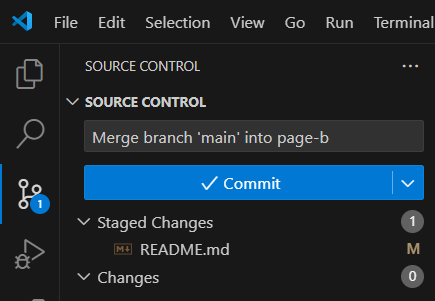 File Edit Selection View Go Run Terminal
SOURCE CONTROL
SOURCE CONTROL
Merge branch 'main' into page-b
Commit
1
Staged Changes 1
README.md M
Changes 0